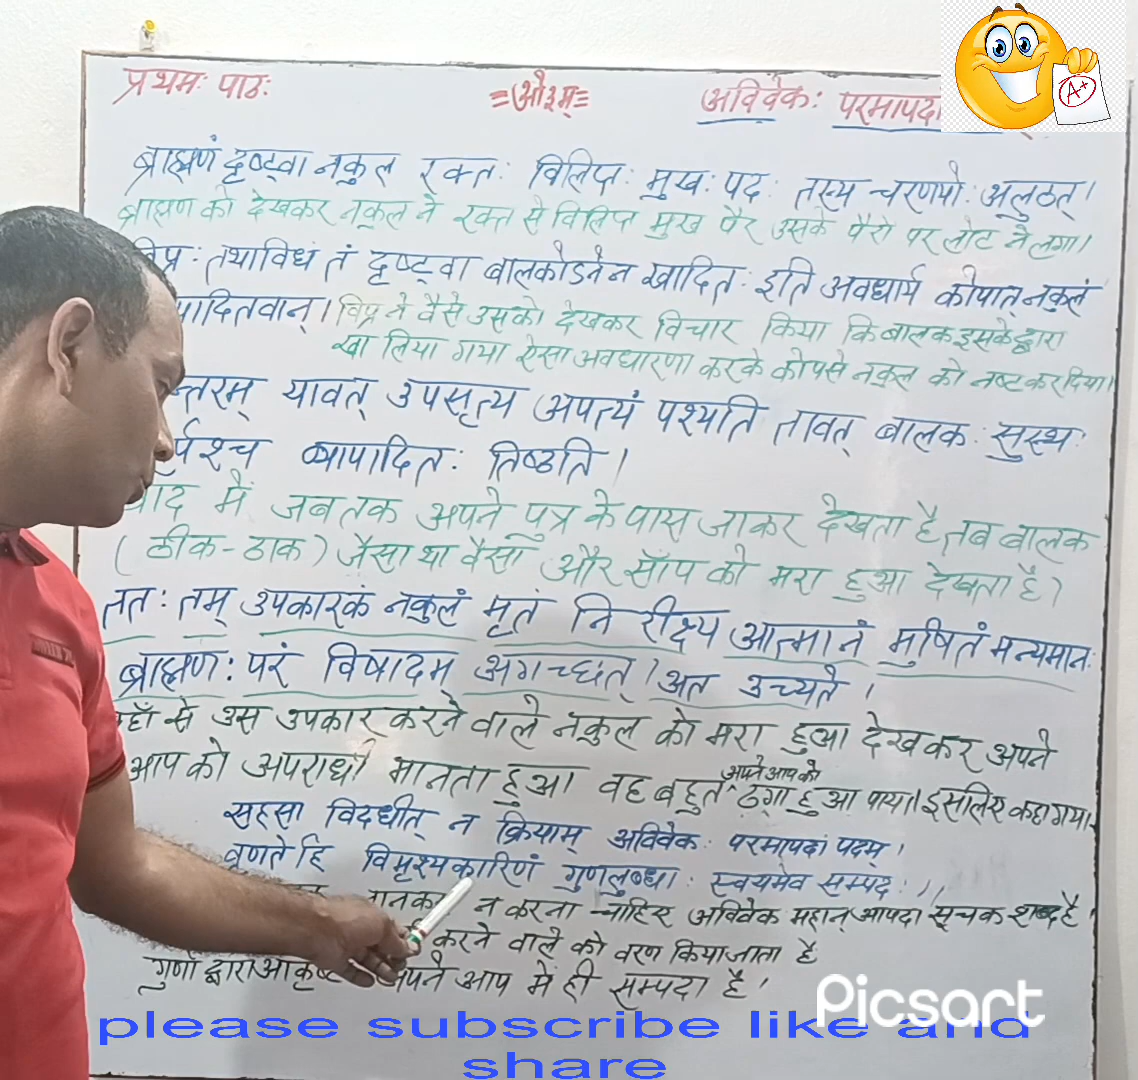 प्रथमः पाठः
=ओ३म्=
अविवेकः परमापदा
A+
ब्राह्मणं दृष्ट्वा नकुल रक्तः विलिप्तः मुखः पदः तस्य चरणयोः अलुठत्।
ब्राह्मण को देखकर नकुल ने रक्त से विलिप्त मुख पैर उसके पैरो पर लोट ने लगा।
विप्रः तथाविधं तं दृष्ट्वा बालकोऽनेन खादितः इति अवधार्य कोपात् नकुलं
पादितवान्। विप्र ने वैसे उसको देखकर विचार किया कि बालक इसके द्वारा
खा लिया गया ऐसा अवधारणा करके कोप से नकुल को नष्ट कर दिया।
न्तरम् यावत् उपसृत्य अपत्यं पश्यति तावत् बालकः सुस्थः
र्पश्च व्यापादितः तिष्ठति।
बाद में जब तक अपने पुत्र के पास जाकर देखता है तब बालक
(ठीक-ठाक) जैसा था वैसा और साँप को मरा हुआ देखता है)
ततः तम् उपकारकं नकुलं मृतं निरीक्ष्य आत्मानं मुषितं मन्यमानः
ब्राह्मणः परं विषादम् अगच्छत्। अत उच्यते।
हाँ से उस उपकार करने वाले नकुल को मरा हुआ देखकर अपने
आप को अपराधी मानता हुआ वह बहुत अपने आपको ठगा हुआ पाया। इसलिए कहा गया।
सहसा विदधीत् न क्रियाम् अविवेकः परमापदां पदम्।
वृणते हि विमृश्यकारिणं गुणलुब्धाः स्वयमेव सम्पदः।।
न करना चाहिए अविवेक महान् आपदा सूचक शब्द है
करने वाले को वरण किया जाता है
गुणो द्वारा आकृष्ट अपने आप में ही सम्पदा है।
Picsart
please subscribe like and
share